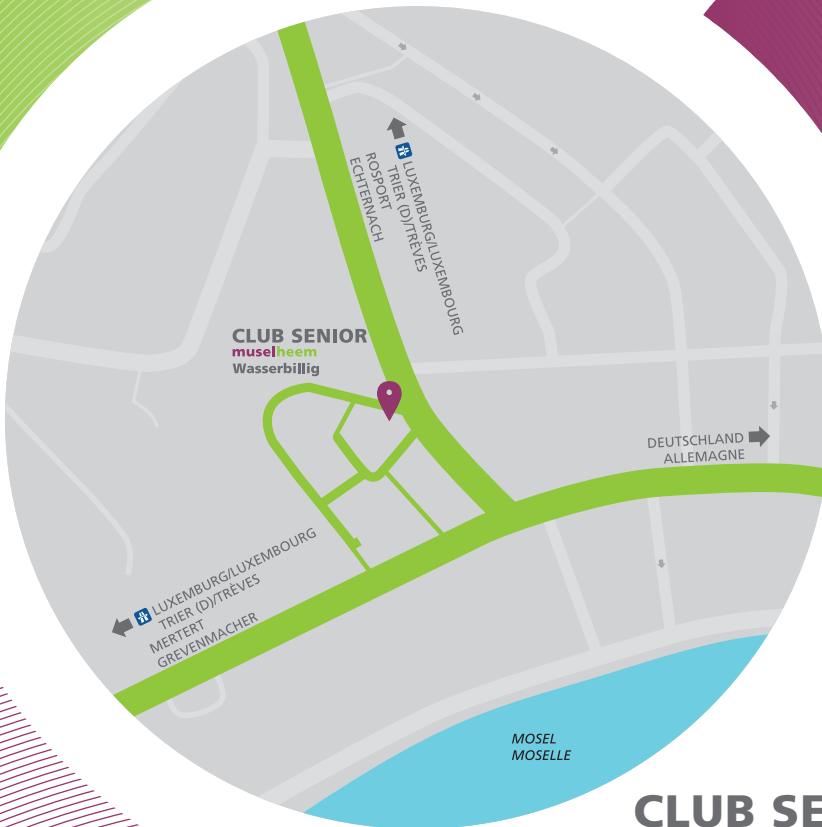 LUXEMBURG/LUXEMBOURG
TRIER (D)/TRÈVES
ROSPORT
ECHTERNACH
CLUB SENIOR
muselheem
Wasserbillig
DEUTSCHLAND
ALLEMAGNE
LUXEMBURG/LUXEMBOURG
TRIER (D)/TRÈVES
MERTERT
GREVENMACHER
MOSEL
MOSELLE
CLUB SE